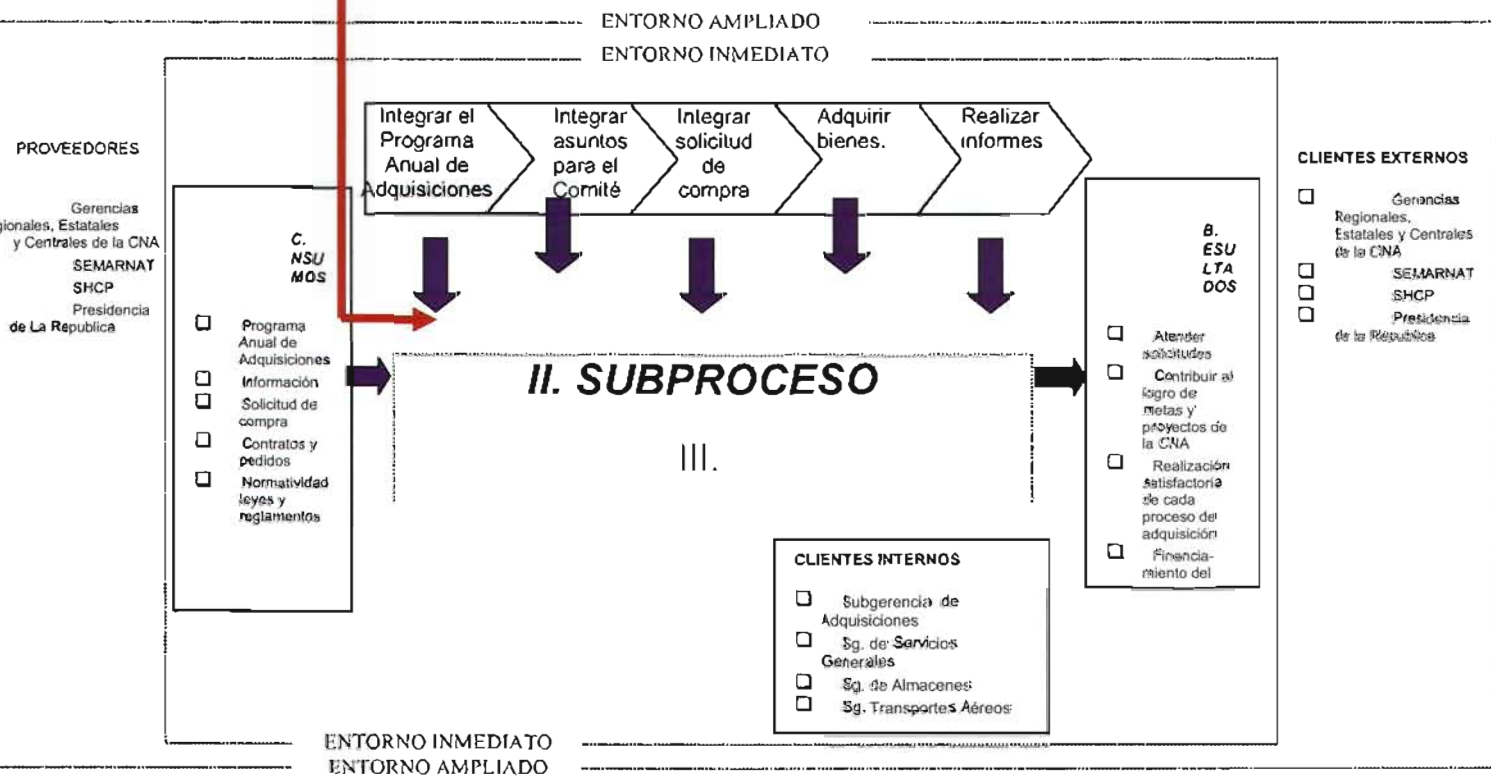 ENTORNO AMPLIADO
ENTORNO INMEDIATO
Integrar el
Programa
Anual de
Adquisiciones
Integrar
asuntos
para el
Comité
Integrar
solicitud
de
compra
Adquirir
bienes.
Realizar
informes
PROVEEDORES
Gerencias
gionales, Estatales
y Centrales de la CNA
SEMARNAT
SHCP
Presidencia
de La Republica
C.
NSU
MOS
Programa
Anual de
Adquisiciones
Información
Solicitud de
compra
Contratos y
pedidos
Normatividad
leyes y
reglamentos
II. SUBPROCESO
III.
B.
ESU
LTA
DOS
Atender
solicitudes
Contribuir al
logro de
metas y
proyectos de
la CNA
Realización
satisfactoria
de cada
proceso de
adquisición
Financia-
miento del
CLIENTES EXTERNOS
Gerencias
Regionales,
Estatales y Centrales
de la CNA
SEMARNAT
SHCP
Presidencia
de la Republica
CLIENTES INTERNOS
Subgerencia de
Adquisiciones
Sg. de Servicios
Generales
Sg. de Almacenes
Sg. Transportes Aéreos
ENTORNO INMEDIATO
ENTORNO AMPLIADO